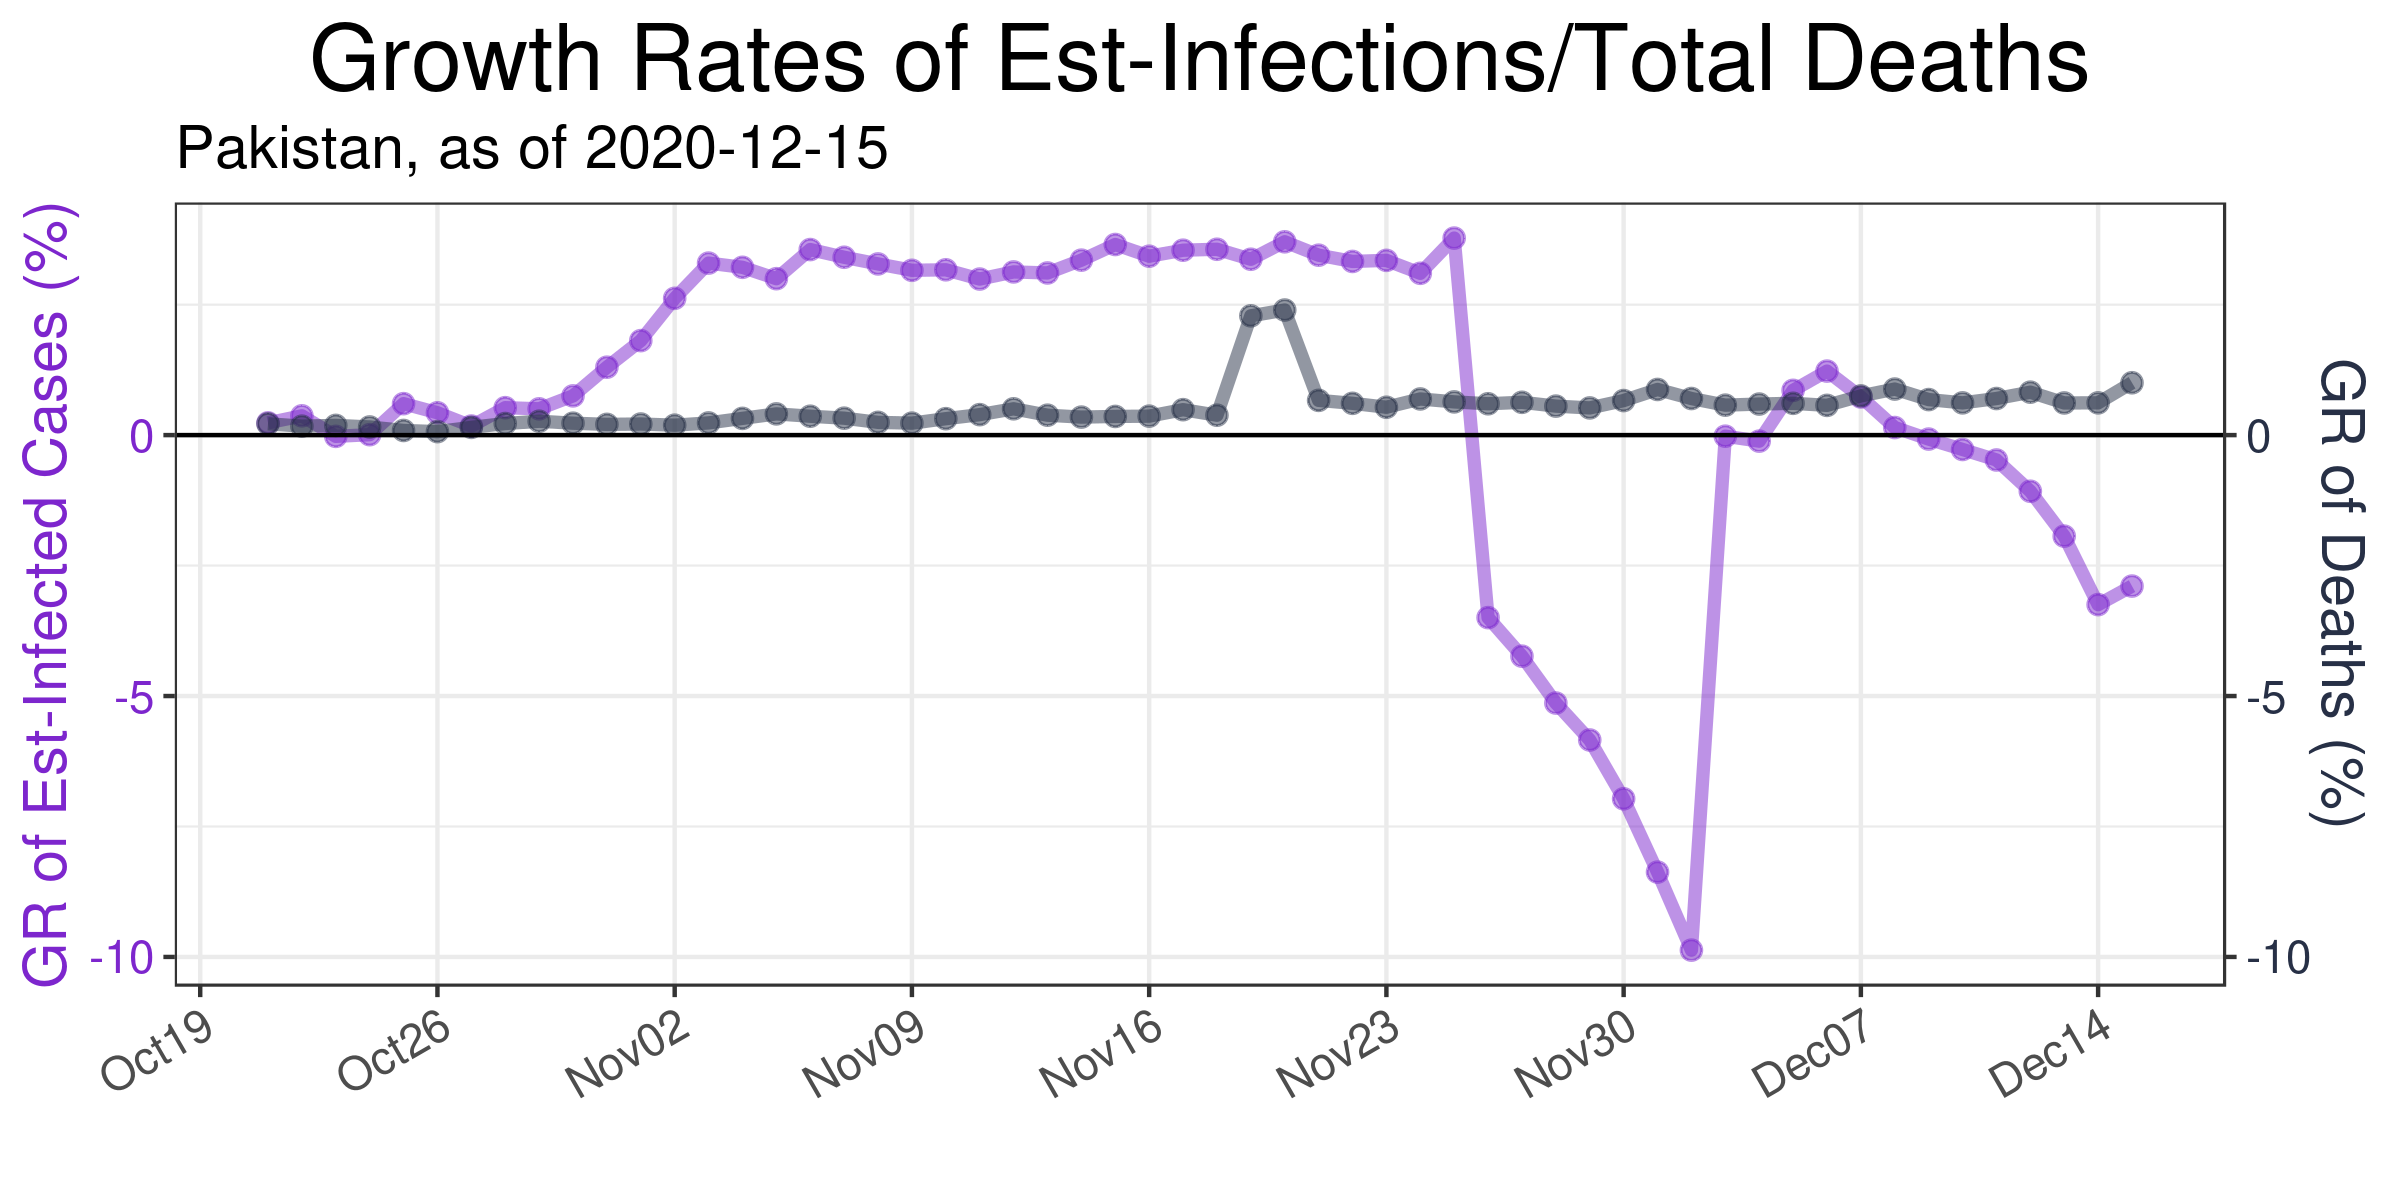 Growth Rates of Est-Infections/Total Deaths
Pakistan, as of 2020-12-15
GR of Est-Infected Cases (%)
0
-5
-10
GR of Deaths (%)
0
-5
-10
Oct19
Oct26
Nov02
Nov09
Nov16
Nov23
Nov30
Dec07
Dec14